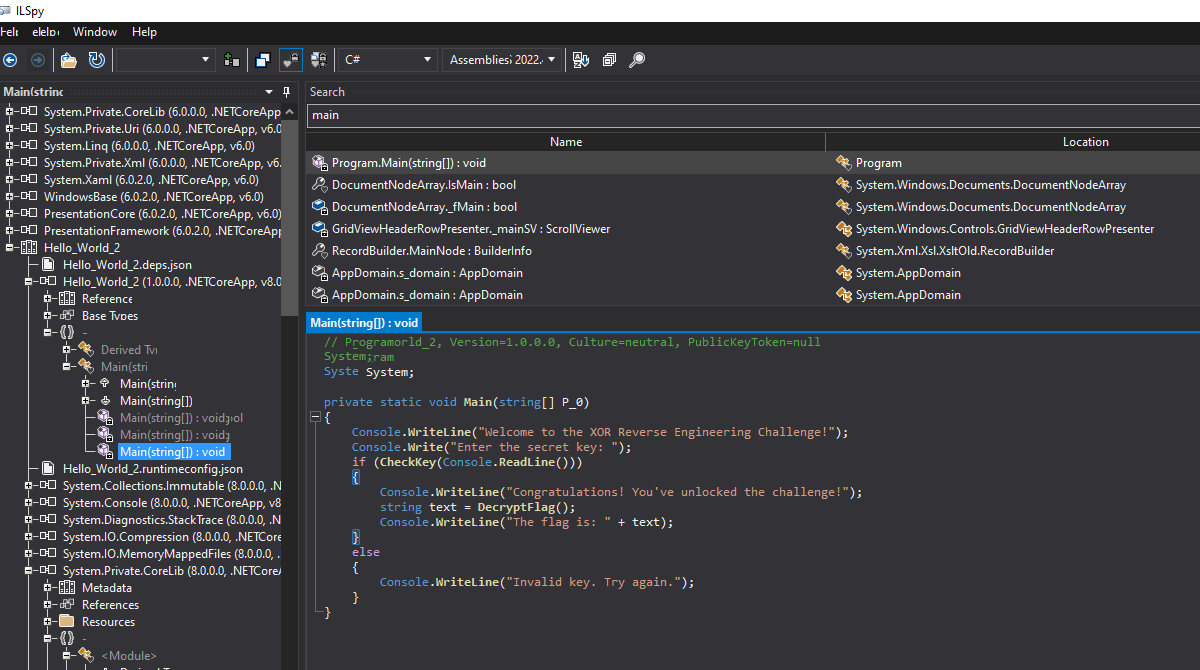 ILSpy
Window Help
C# Assemblies 2022.
Main(strinc
System.Private.CoreLib (6.0.0.0, .NETCoreApp
System.Private.Uri (6.0.0.0, .NETCoreApp, v6.0
System.Linq (6.0.0.0, .NETCoreApp, v6.0)
System.Private.Xml (6.0.0.0, .NETCoreApp, v6.
System.Xaml (6.0.2.0, .NETCoreApp, v6.0)
WindowsBase (6.0.2.0, .NETCoreApp, v6.0)
PresentationCore (6.0.2.0, .NETCoreApp, v6.0)
PresentationFramework (6.0.2.0, .NETCoreApp,
Hello_World_2
Hello_World_2.deps.json
Hello_World_2 (1.0.0.0, .NETCoreApp, v8.0
Reference
Base Types
{} -
Derived Ty
Main(stri
Main(string
Main(string[])
Main(string[]) : void
Main(string[]) : void
Main(string[]) : void
Hello_World_2.runtimeconfig.json
System.Collections.Immutable (8.0.0.0, .N
System.Console (8.0.0.0, .NETCoreApp, v8
System.Diagnostics.StackTrace (8.0.0.0, .N
System.IO.Compression (8.0.0.0, .NETCore
System.IO.MemoryMappedFiles (8.0.0.0, .
System.Private.CoreLib (8.0.0.0, .NETCoreA
Metadata
References
Resources
{} -
<Module>
Search
main
Name Location
Program.Main(string[]) : void Program
DocumentNodeArray.IsMain : bool System.Windows.Documents.DocumentNodeArray
DocumentNodeArray._fMain : bool System.Windows.Documents.DocumentNodeArray
GridViewHeaderRowPresenter._mainSV : ScrollViewer System.Windows.Controls.GridViewHeaderRowPresenter
RecordBuilder.MainNode : BuilderInfo System.Xml.Xsl.XsltOld.RecordBuilder
AppDomain.s_domain : AppDomain System.AppDomain
AppDomain.s_domain : AppDomain System.AppDomain
Main(string[]) : void
// Programorld_2, Version=1.0.0.0, Culture=neutral, PublicKeyToken=null
System;ram
Syste System;
private static void Main(string[] P_0)
{
Console.WriteLine("Welcome to the XOR Reverse Engineering Challenge!");
Console.Write("Enter the secret key: ");
if (CheckKey(Console.ReadLine()))
{
Console.WriteLine("Congratulations! You've unlocked the challenge!");
string text = DecryptFlag();
Console.WriteLine("The flag is: " + text);
}
else
{
Console.WriteLine("Invalid key. Try again.");
}
}